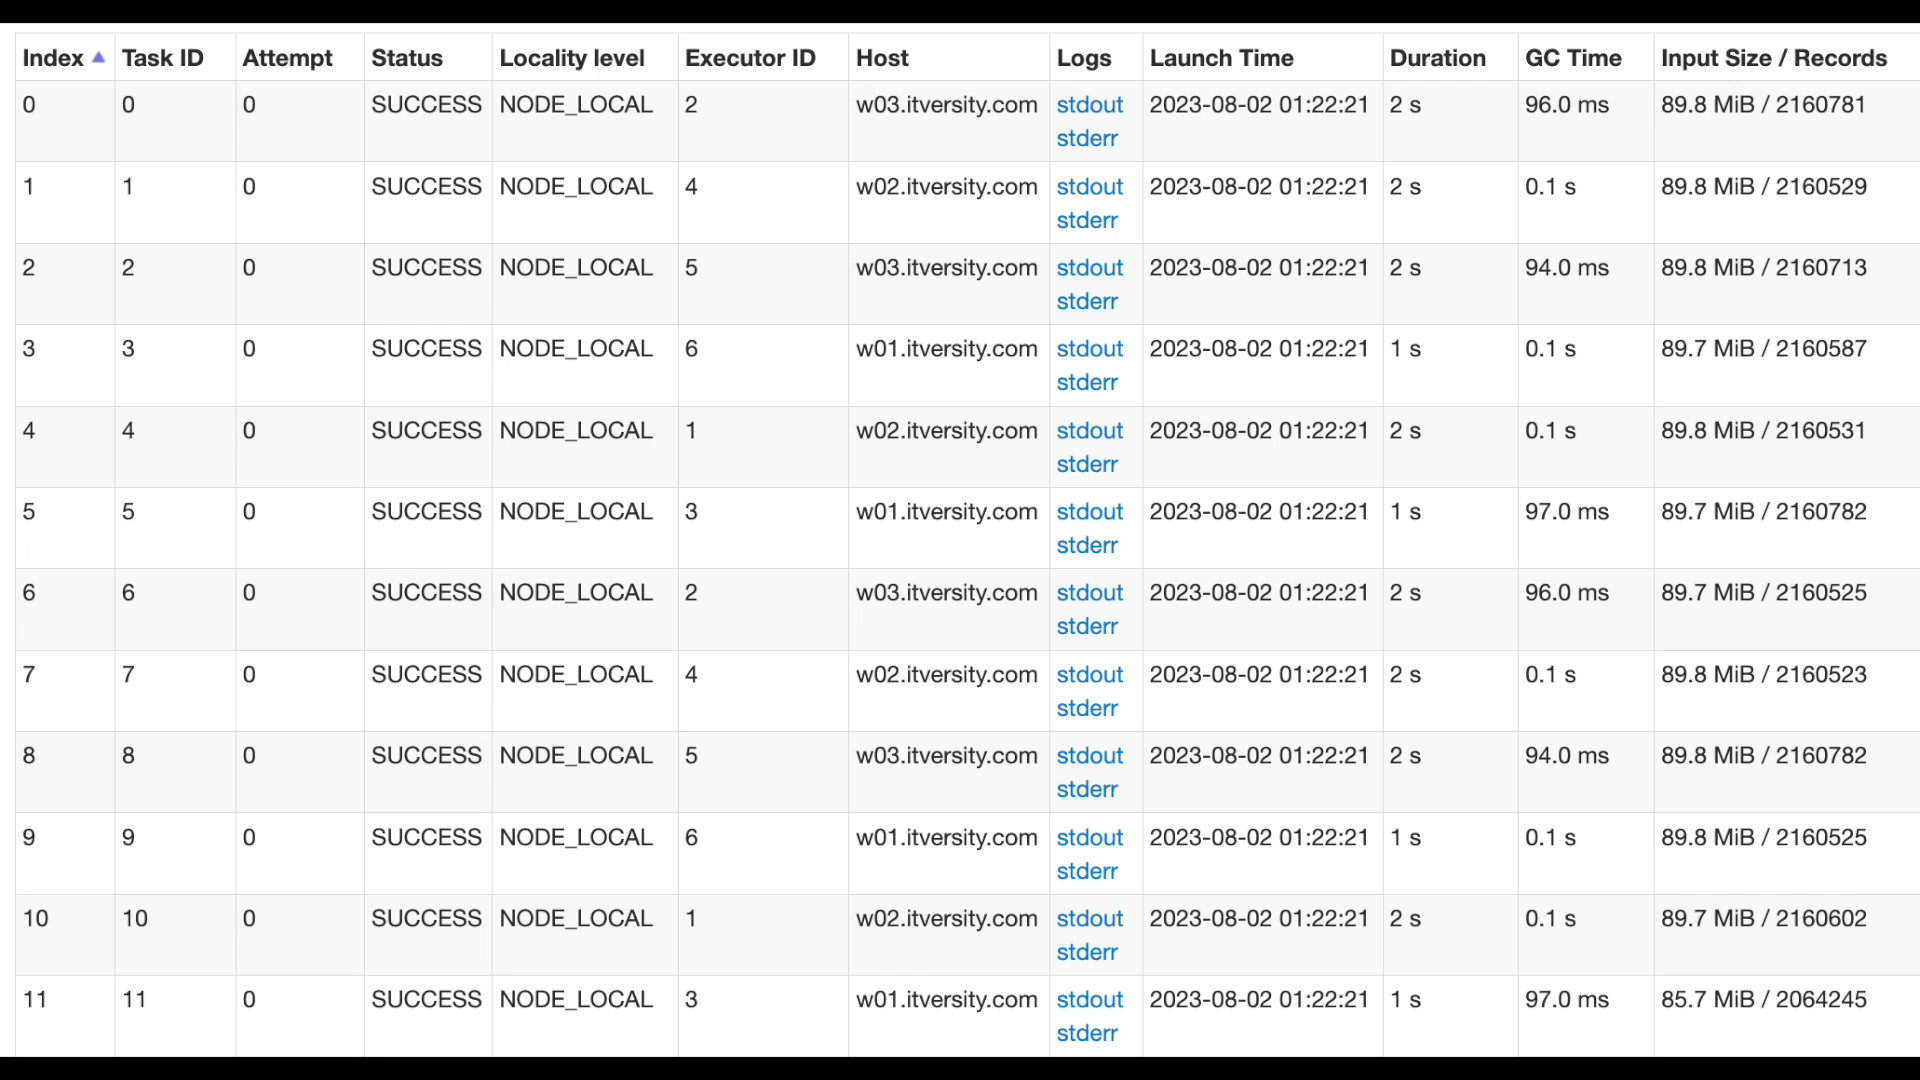 Index Task ID Attempt Status Locality level Executor ID Host Logs Launch Time Duration GC Time Input Size / Records
0 0 0 SUCCESS NODE_LOCAL 2 w03.itversity.com stdout 2023-08-02 01:22:21 2 s 96.0 ms 89.8 MiB / 2160781
stderr
1 1 0 SUCCESS NODE_LOCAL 4 w02.itversity.com stdout 2023-08-02 01:22:21 2 s 0.1 s 89.8 MiB / 2160529
stderr
2 2 0 SUCCESS NODE_LOCAL 5 w03.itversity.com stdout 2023-08-02 01:22:21 2 s 94.0 ms 89.8 MiB / 2160713
stderr
3 3 0 SUCCESS NODE_LOCAL 6 w01.itversity.com stdout 2023-08-02 01:22:21 1 s 0.1 s 89.7 MiB / 2160587
stderr
4 4 0 SUCCESS NODE_LOCAL 1 w02.itversity.com stdout 2023-08-02 01:22:21 2 s 0.1 s 89.8 MiB / 2160531
stderr
5 5 0 SUCCESS NODE_LOCAL 3 w01.itversity.com stdout 2023-08-02 01:22:21 1 s 97.0 ms 89.7 MiB / 2160782
stderr
6 6 0 SUCCESS NODE_LOCAL 2 w03.itversity.com stdout 2023-08-02 01:22:21 2 s 96.0 ms 89.7 MiB / 2160525
stderr
7 7 0 SUCCESS NODE_LOCAL 4 w02.itversity.com stdout 2023-08-02 01:22:21 2 s 0.1 s 89.8 MiB / 2160523
stderr
8 8 0 SUCCESS NODE_LOCAL 5 w03.itversity.com stdout 2023-08-02 01:22:21 2 s 94.0 ms 89.8 MiB / 2160782
stderr
9 9 0 SUCCESS NODE_LOCAL 6 w01.itversity.com stdout 2023-08-02 01:22:21 1 s 0.1 s 89.8 MiB / 2160525
stderr
10 10 0 SUCCESS NODE_LOCAL 1 w02.itversity.com stdout 2023-08-02 01:22:21 2 s 0.1 s 89.7 MiB / 2160602
stderr
11 11 0 SUCCESS NODE_LOCAL 3 w01.itversity.com stdout 2023-08-02 01:22:21 1 s 97.0 ms 85.7 MiB / 2064245
stderr